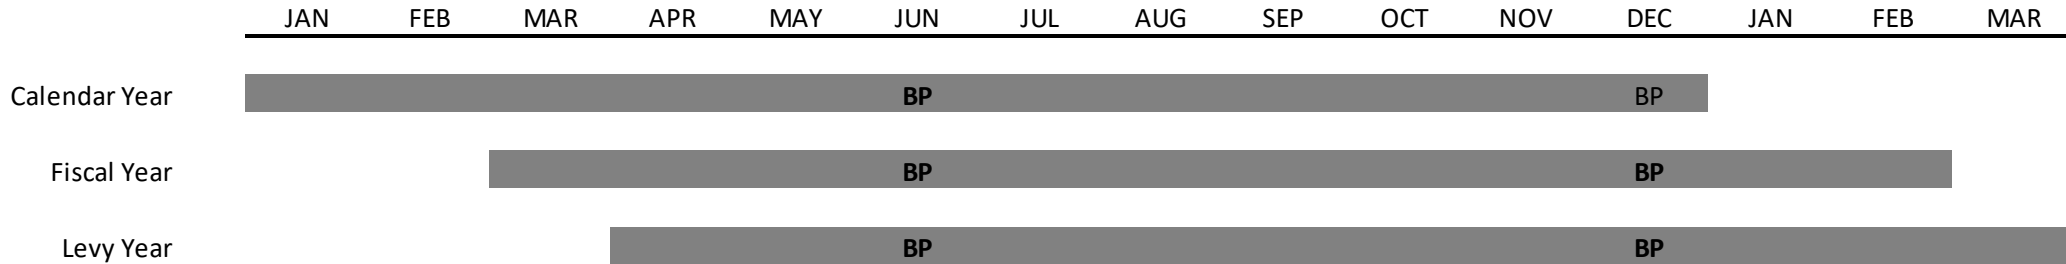 JAN FEB MAR APR MAY JUN JUL AUG SEP OCT NOV DEC JAN FEB MAR
Calendar Year BP BP
Fiscal Year BP BP
Levy Year BP BP